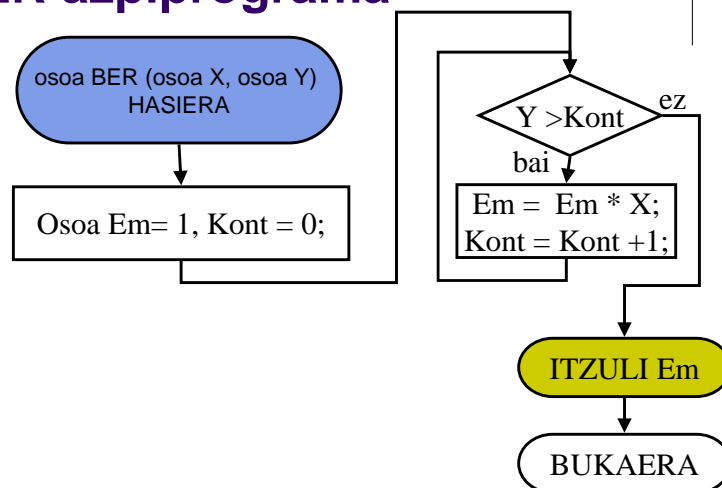 azpiprograma
osoa BER (osoa X, osoa Y)
HASIERA
Osoa Em= 1, Kont = 0;
Y >Kont
ez
bai
Em = Em * X;
Kont = Kont +1;
ITZULI Em
BUKAERA